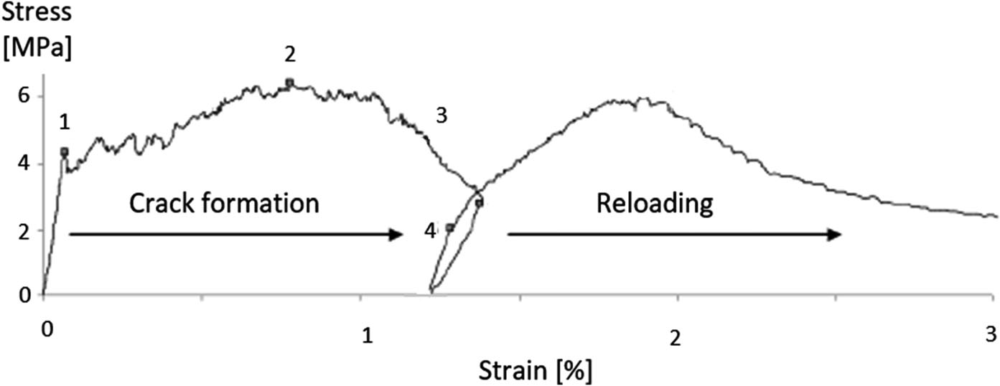 Stress
[MPa]
2
6
3
1
4
Crack formation
Reloading
2
4
0
0
1
2
3
Strain [%]